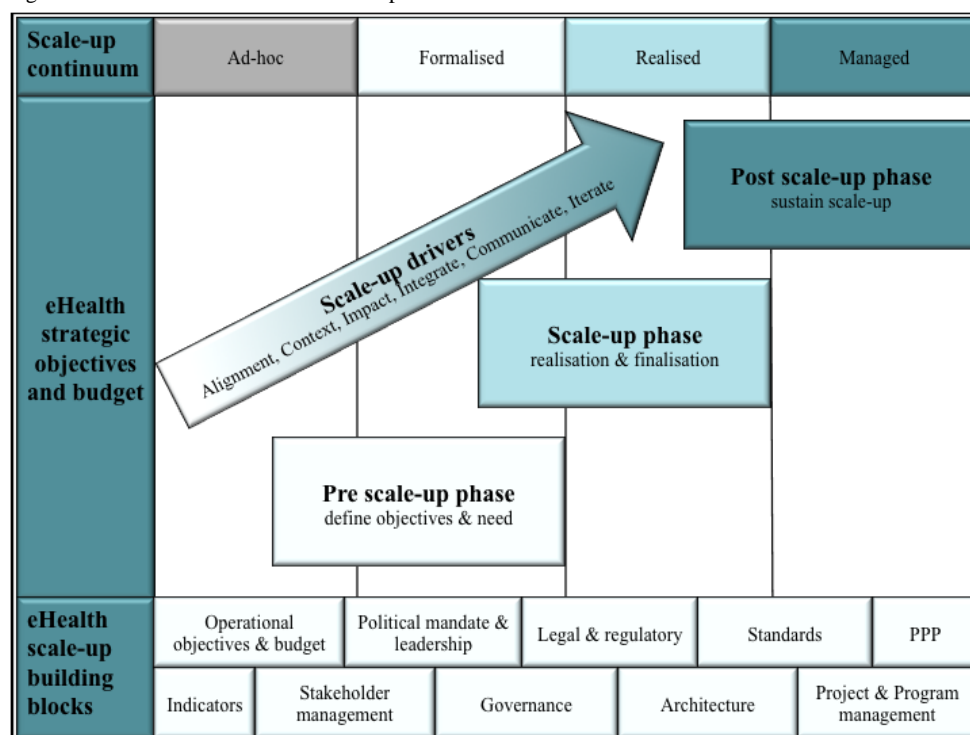 Scale-up
continuum
Ad-hoc
Formalised
Realised
Managed
eHealth
strategic
objectives
and budget
Scale-up drivers
Alignment, Context, Impact, Integrate, Communicate, Iterate
Post scale-up phase
sustain scale-up
Scale-up phase
realisation & finalisation
Pre scale-up phase
define objectives & need
eHealth
scale-up
building
blocks
Operational
objectives & budget
Political mandate &
leadership
Legal & regulatory
Standards
PPP
Indicators
Stakeholder
management
Governance
Architecture
Project & Program
management